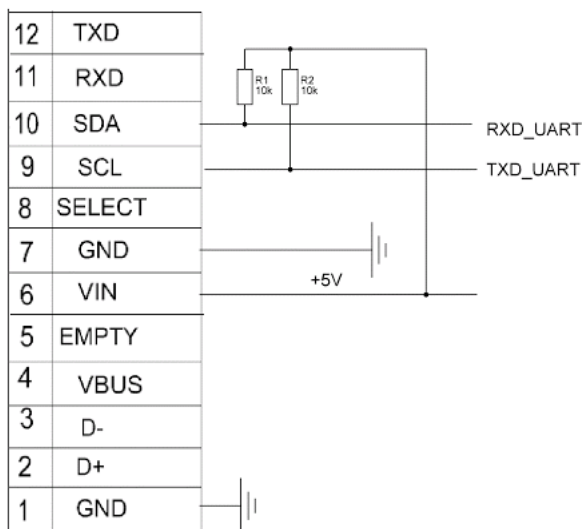 12 TXD
11 RXD
10 SDA
9 SCL
8 SELECT
7 GND
6 VIN
5 EMPTY
4 VBUS
3 D-
2 D+
1 GND
R1
10k
R2
10k
RXD_UART
TXD_UART
+5V